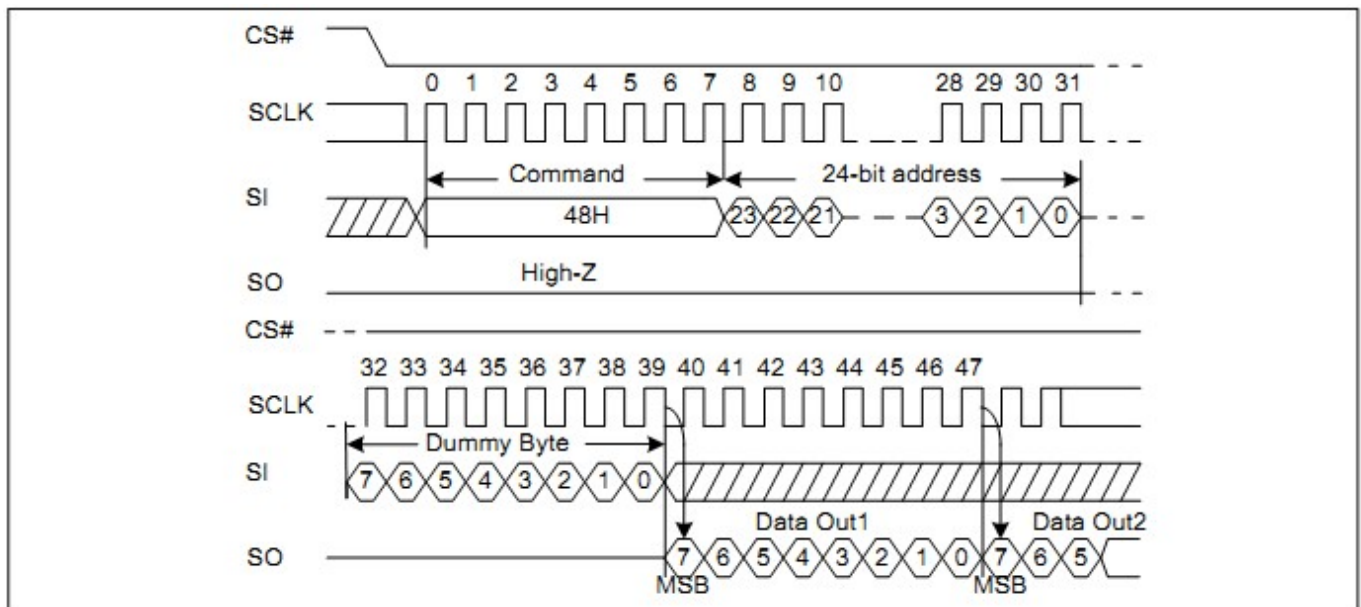 CS#
0 1 2 3 4 5 6 7 8 9 10 28 29 30 31
SCLK
Command 24-bit address
SI
48H 23 22 21 3 2 1 0
High-Z
SO
CS#
32 33 34 35 36 37 38 39 40 41 42 43 44 45 46 47
SCLK
Dummy Byte
SI
7 6 5 4 3 2 1 0
Data Out1 Data Out2
SO
7 6 5 4 3 2 1 0 7 6 5
MSB MSB